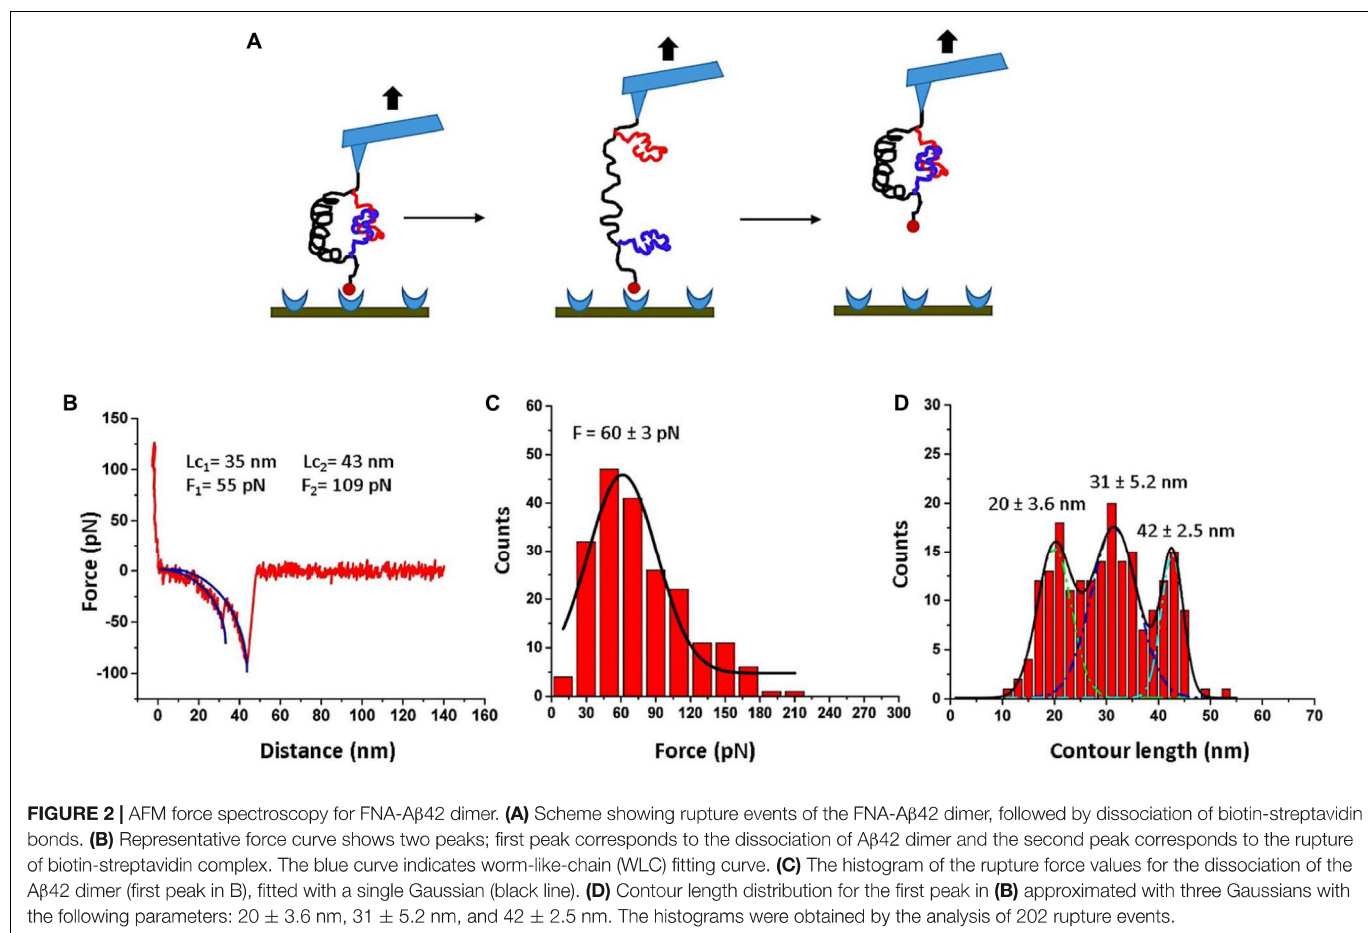 A
B
150
100
50
0
-50
-100
Force (pN)
Lc₁= 35 nm Lc₂= 43 nm
F₁= 55 pN F₂= 109 pN
0 20 40 60 80 100 120 140 160
Distance (nm)
C
60
50
40
30
20
10
0
Counts
F = 60 ± 3 pN
0 30 60 90 120 150 180 210 240 270 300
Force (pN)
D
30
25
20
15
10
5
0
Counts
31 ± 5.2 nm
20 ± 3.6 nm
42 ± 2.5 nm
0 10 20 30 40 50 60 70
Contour length (nm)
FIGURE 2 | AFM force spectroscopy for FNA-Aβ42 dimer. (A) Scheme showing rupture events of the FNA-Aβ42 dimer, followed by dissociation of biotin-streptavidin
bonds. (B) Representative force curve shows two peaks; first peak corresponds to the dissociation of Aβ42 dimer and the second peak corresponds to the rupture
of biotin-streptavidin complex. The blue curve indicates worm-like-chain (WLC) fitting curve. (C) The histogram of the rupture force values for the dissociation of the
Aβ42 dimer (first peak in B), fitted with a single Gaussian (black line). (D) Contour length distribution for the first peak in (B) approximated with three Gaussians with
the following parameters: 20 ± 3.6 nm, 31 ± 5.2 nm, and 42 ± 2.5 nm. The histograms were obtained by the analysis of 202 rupture events.